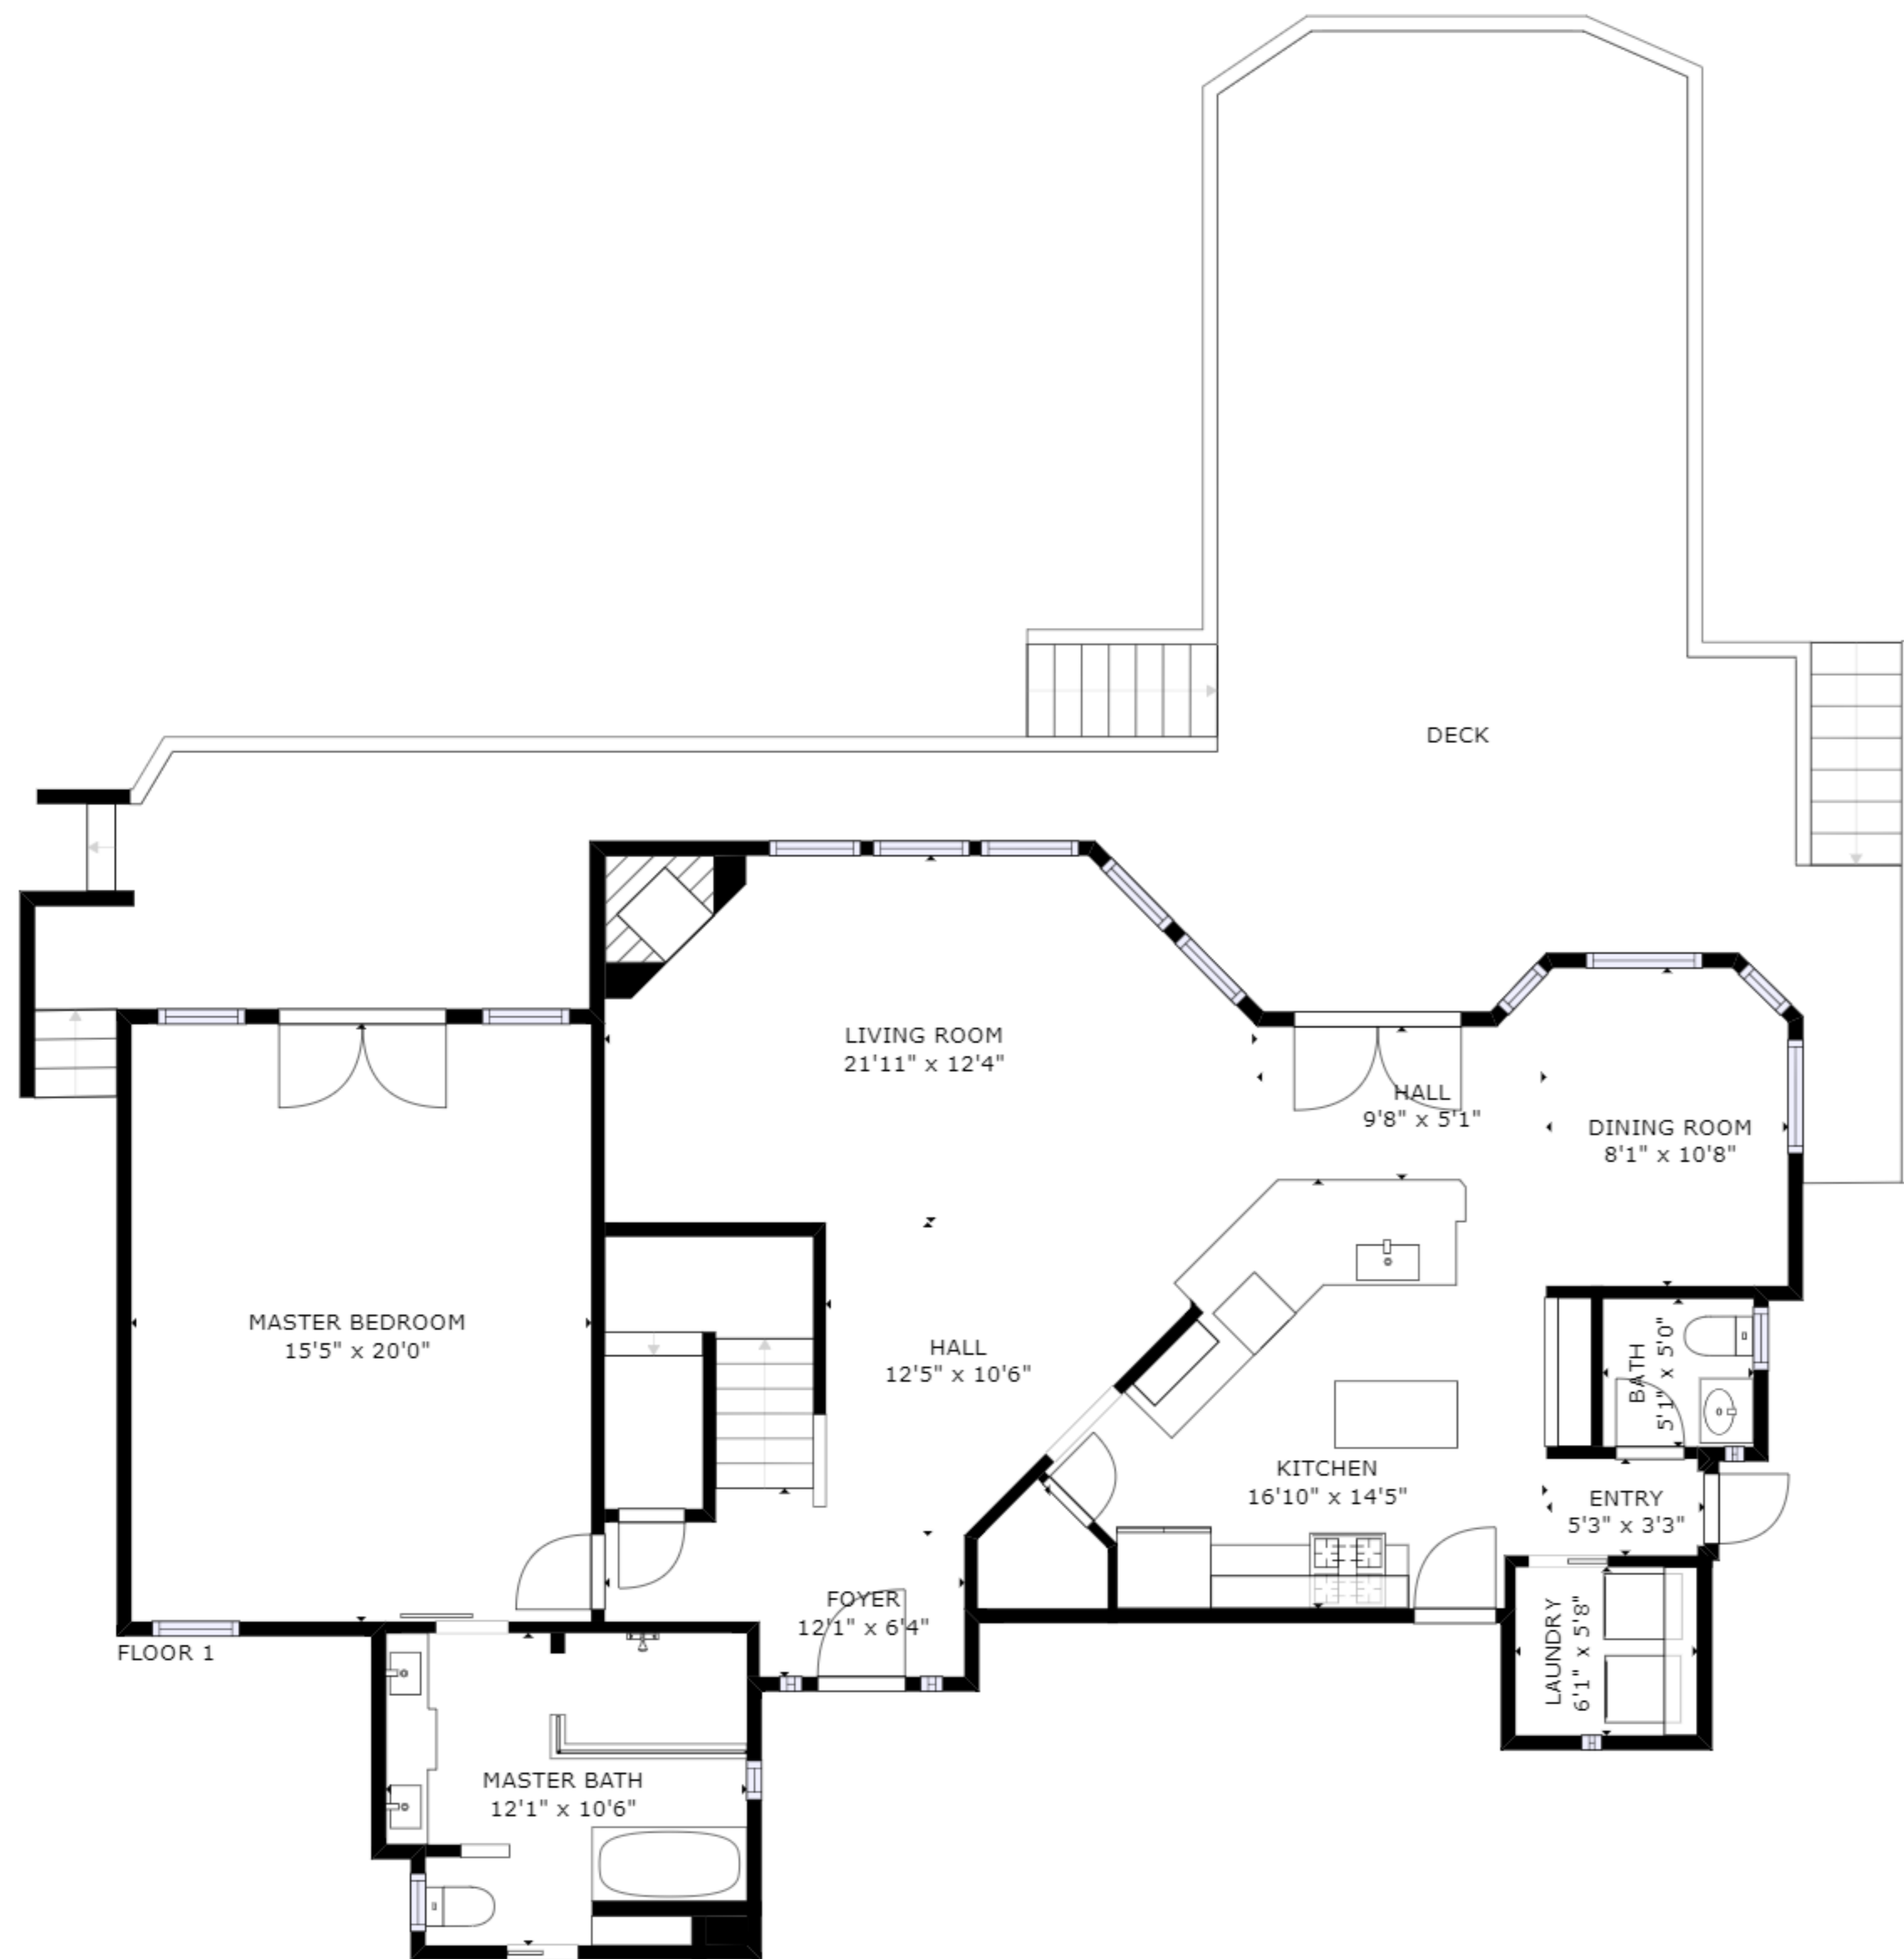 DECK
LIVING ROOM
21'11" x 12'4"
HALL
9'8" x 5'1"
DINING ROOM
8'1" x 10'8"
MASTER BEDROOM
15'5" x 20'0"
HALL
12'5" x 10'6"
BATH
5'1" x 5'0"
KITCHEN
16'10" x 14'5"
ENTRY
5'3" x 3'3"
FOYER
12'1" x 6'4"
LAUNDRY
6'1" x 5'8"
FLOOR 1
MASTER BATH
12'1" x 10'6"